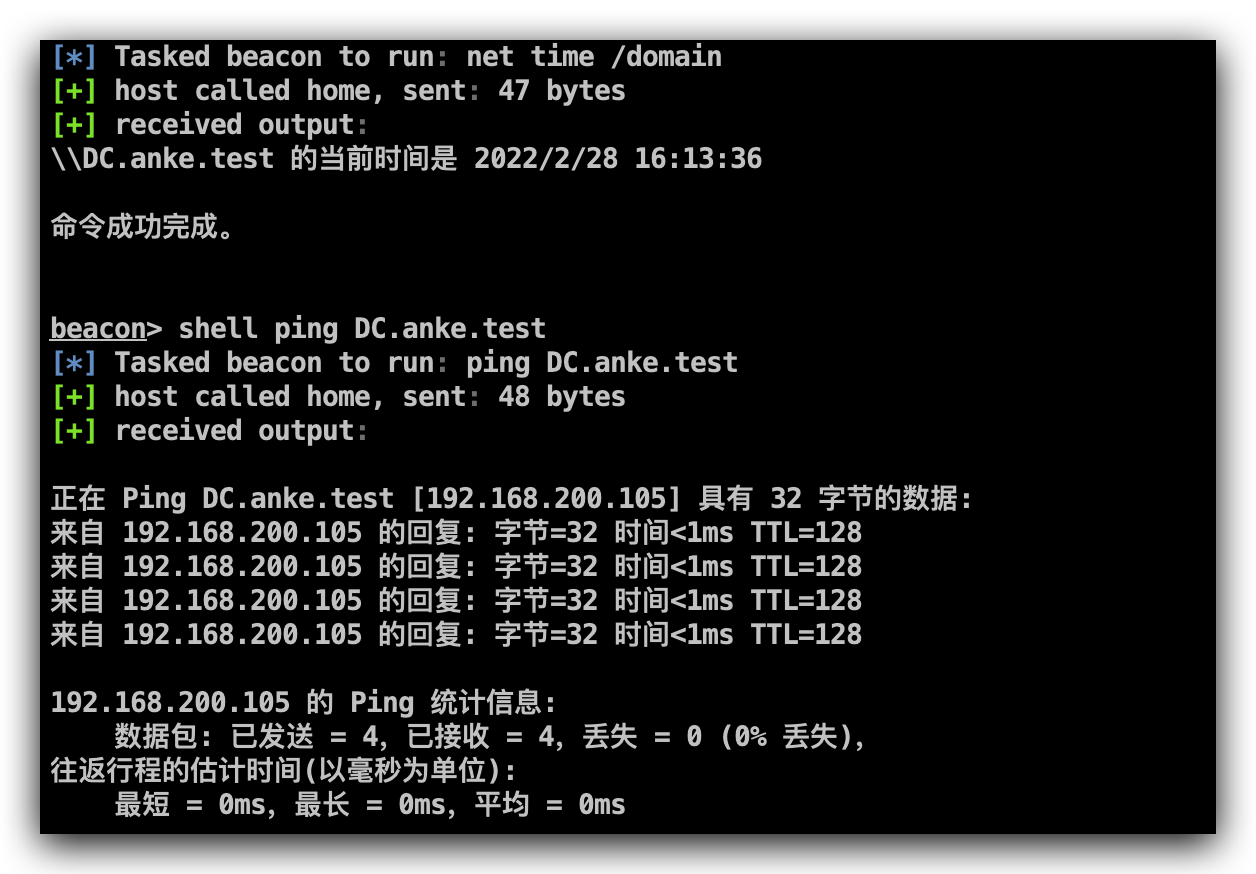 [*] Tasked beacon to run: net time /domain
[+] host called home, sent: 47 bytes
[+] received output:
\\DC.anke.test 的当前时间是 2022/2/28 16:13:36
命令成功完成。
beacon> shell ping DC.anke.test
[*] Tasked beacon to run: ping DC.anke.test
[+] host called home, sent: 48 bytes
[+] received output:
正在 Ping DC.anke.test [192.168.200.105] 具有 32 字节的数据:
来自 192.168.200.105 的回复: 字节=32 时间<1ms TTL=128
来自 192.168.200.105 的回复: 字节=32 时间<1ms TTL=128
来自 192.168.200.105 的回复: 字节=32 时间<1ms TTL=128
来自 192.168.200.105 的回复: 字节=32 时间<1ms TTL=128
192.168.200.105 的 Ping 统计信息:
数据包: 已发送 = 4，已接收 = 4，丢失 = 0 (0% 丢失)，
往返行程的估计时间(以毫秒为单位):
最短 = 0ms，最长 = 0ms，平均 = 0ms